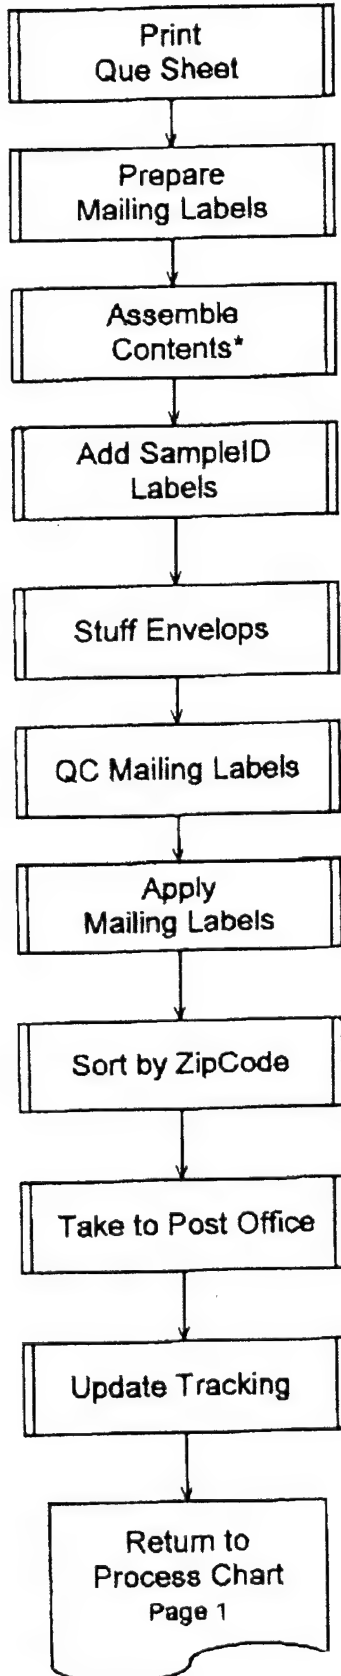 Print
Que Sheet
Prepare
Mailing Labels
Assemble
Contents*
Add SampleID
Labels
Stuff Envelops
QC Mailing Labels
Apply
Mailing Labels
Sort by ZipCode
Take to Post Office
Update Tracking
Return to
Process Chart
Page 1